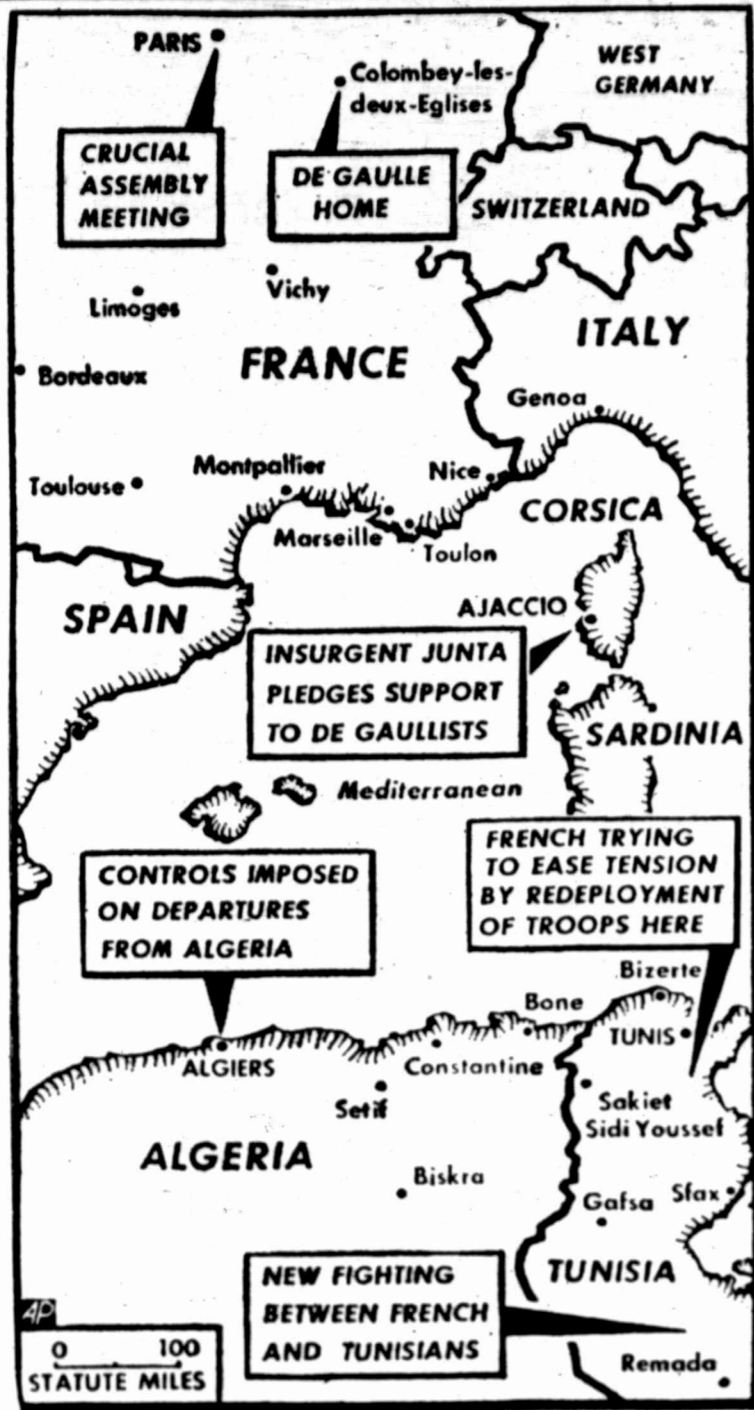 PARIS
Colombey-les-
deux-Eglises
WEST
GERMANY
CRUCIAL
ASSEMBLY
MEETING
DE GAULLE
HOME
SWITZERLAND
Limoges
Vichy
ITALY
FRANCE
Bordeaux
Genoa
Toulouse
Montpallier
Nice
CORSICA
Marseille
Toulon
SPAIN
AJACCIO
INSURGENT JUNTA
PLEDGES SUPPORT
TO DE GAULLISTS
SARDINIA
Mediterranean
CONTROLS IMPOSED
ON DEPARTURES
FROM ALGERIA
FRENCH TRYING
TO EASE TENSION
BY REDEPLOYMENT
OF TROOPS HERE
Bizerte
Bone
TUNIS
ALGIERS
Constantine
Setif
Sakiet
Sidi Youssef
ALGERIA
Biskra
Gafsa
Sfax
TUNISIA
NEW FIGHTING
BETWEEN FRENCH
AND TUNISIANS
Remada
AP
0 100
STATUTE MILES